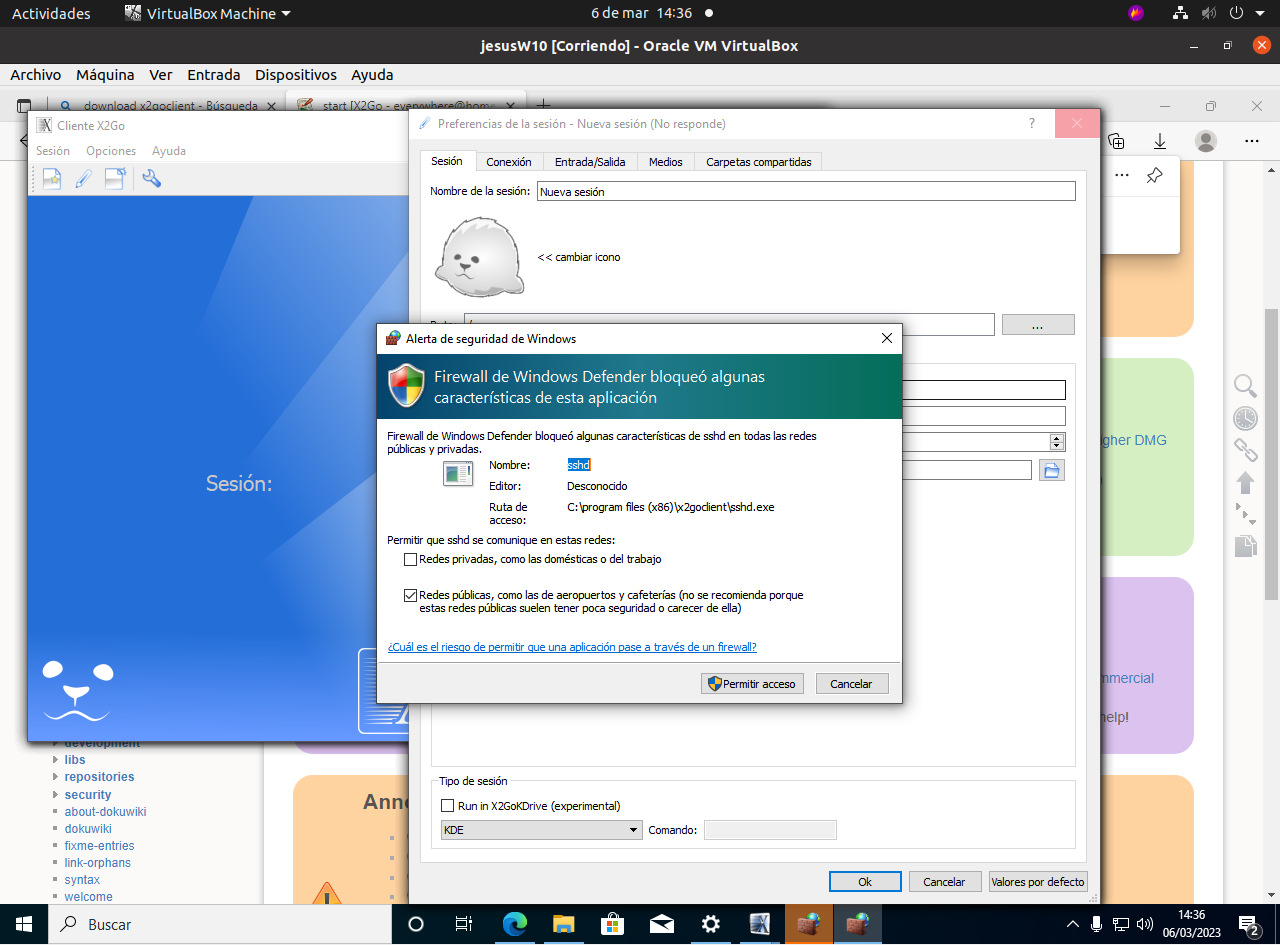 Actividades
VirtualBox Machine
6 de mar 14:36
jesusW10 [Corriendo] - Oracle VM VirtualBox
Archivo Máquina Ver Entrada Dispositivos Ayuda
download x2goclient - Búsqueda
start [X2Go - everywhere@home
Cliente X2Go
Sesión Opciones Ayuda
Sesión:
Preferencias de la sesión - Nueva sesión (No responde)
Sesión Conexión Entrada/Salida Medios Carpetas compartidas
Nombre de la sesión: Nueva sesión
<< cambiar icono
...
Alerta de seguridad de Windows
Firewall de Windows Defender bloqueó algunas
características de esta aplicación
Firewall de Windows Defender bloqueó algunas características de sshd en todas las redes
públicas y privadas.
Nombre: sshd
Editor: Desconocido
Ruta de C:\program files (x86)\x2goclient\sshd.exe
acceso:
Permitir que sshd se comunique en estas redes:
Redes privadas, como las domésticas o del trabajo
Redes públicas, como las de aeropuertos y cafeterías (no se recomienda porque
estas redes públicas suelen tener poca seguridad o carecer de ella)
¿Cuál es el riesgo de permitir que una aplicación pase a través de un firewall?
Permitir acceso Cancelar
gher DMG
mmercial
help!
development
libs
repositories
security
about-dokuwiki
dokuwiki
fixme-entries
link-orphans
syntax
welcome
Anno
Tipo de sesión
Run in X2GoKDrive (experimental)
KDE Comando:
Ok Cancelar Valores por defecto
Buscar
14:36
06/03/2023
2